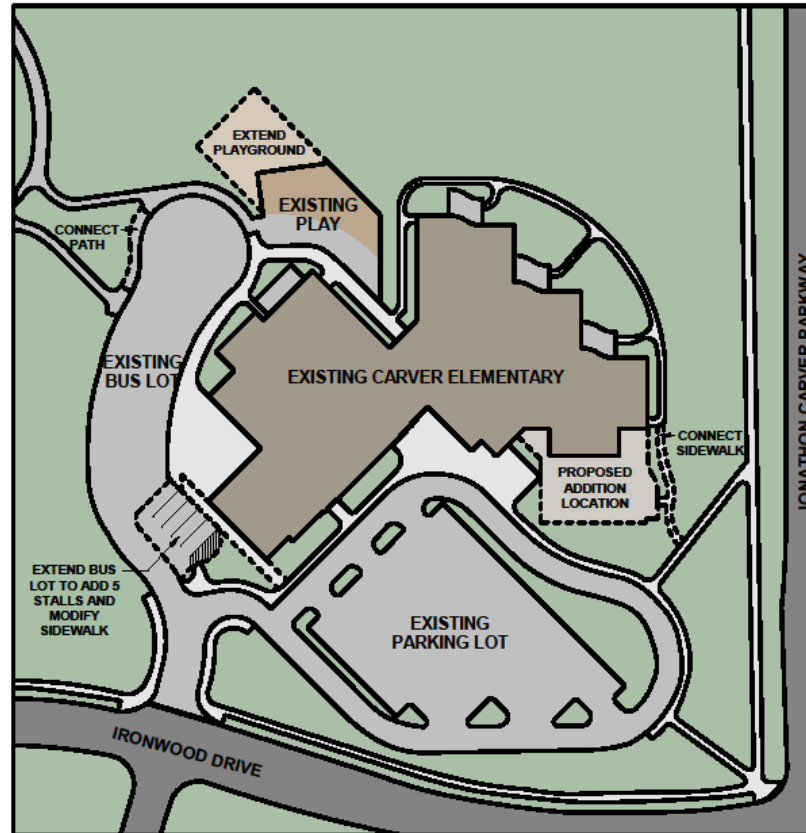 EXTEND
PLAYGROUND
EXISTING
PLAY
CONNECT
PATH
EXISTING
BUS LOT
EXISTING CARVER ELEMENTARY
CONNECT
SIDEWALK
PROPOSED
ADDITION
LOCATION
EXTEND BUS
LOT TO ADD 5
STALLS AND
MODIFY
SIDEWALK
EXISTING
PARKING LOT
IRONWOOD DRIVE
JONATHON CARVER PARKWAY